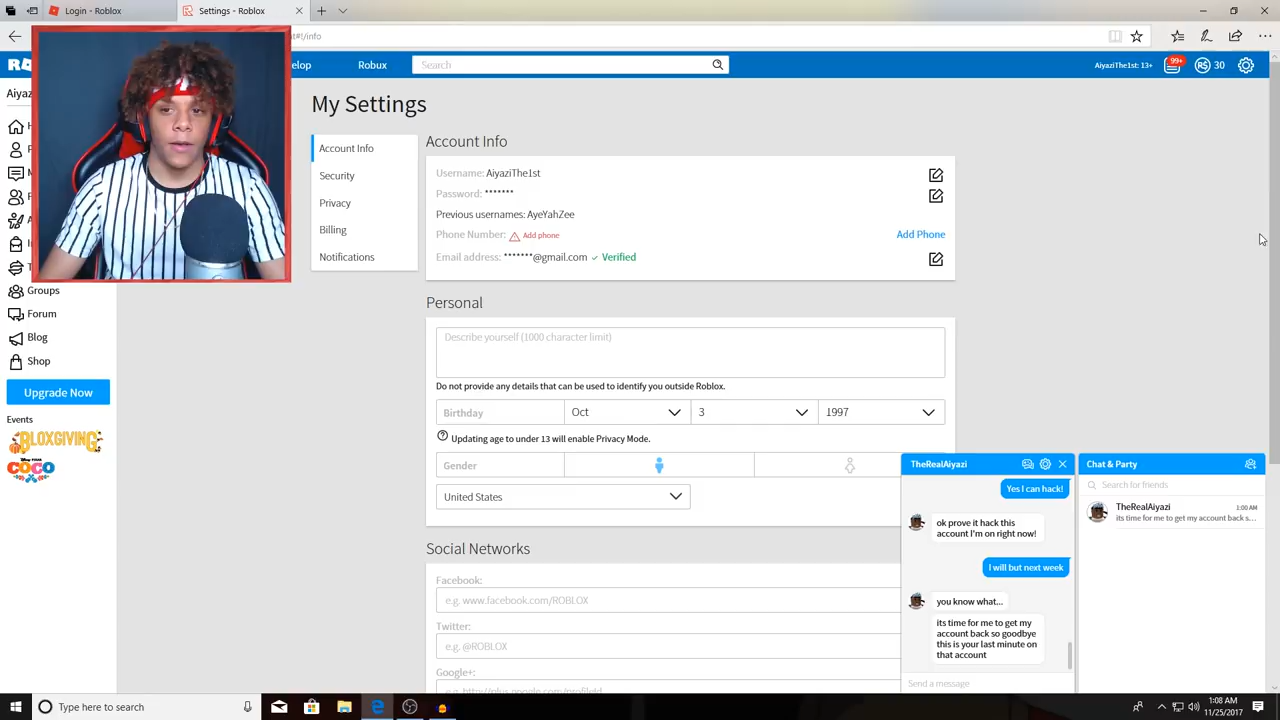 Login - Roblox
Settings - Roblox
nt#!/info
elop
Robux
Search
AiyaziThe1st: 13+
99+
30
Aiyaz
My Settings
Account Info
Security
Privacy
Billing
Notifications
Account Info
Username: AiyaziThe1st
Password: *******
Previous usernames: AyeYahZee
Phone Number: Add phone
Add Phone
Email address: *******@gmail.com ✓ Verified
Groups
Forum
Blog
Shop
Upgrade Now
Events
BLOXGIVING
COCO
Personal
Describe yourself (1000 character limit)
Do not provide any details that can be used to identify you outside Roblox.
Birthday
Oct
3
1997
Updating age to under 13 will enable Privacy Mode.
Gender
United States
Social Networks
Facebook:
e.g. www.facebook.com/ROBLOX
Twitter:
e.g. @ROBLOX
Google+:
TheRealAiyazi
Yes I can hack!
ok prove it hack this
account I'm on right now!
I will but next week
you know what...
its time for me to get my
account back so goodbye
this is your last minute on
that account
Send a message
Chat & Party
Search for friends
TheRealAiyazi
1:00 AM
its time for me to get my account back s...
Type here to search
1:08 AM
11/25/2017